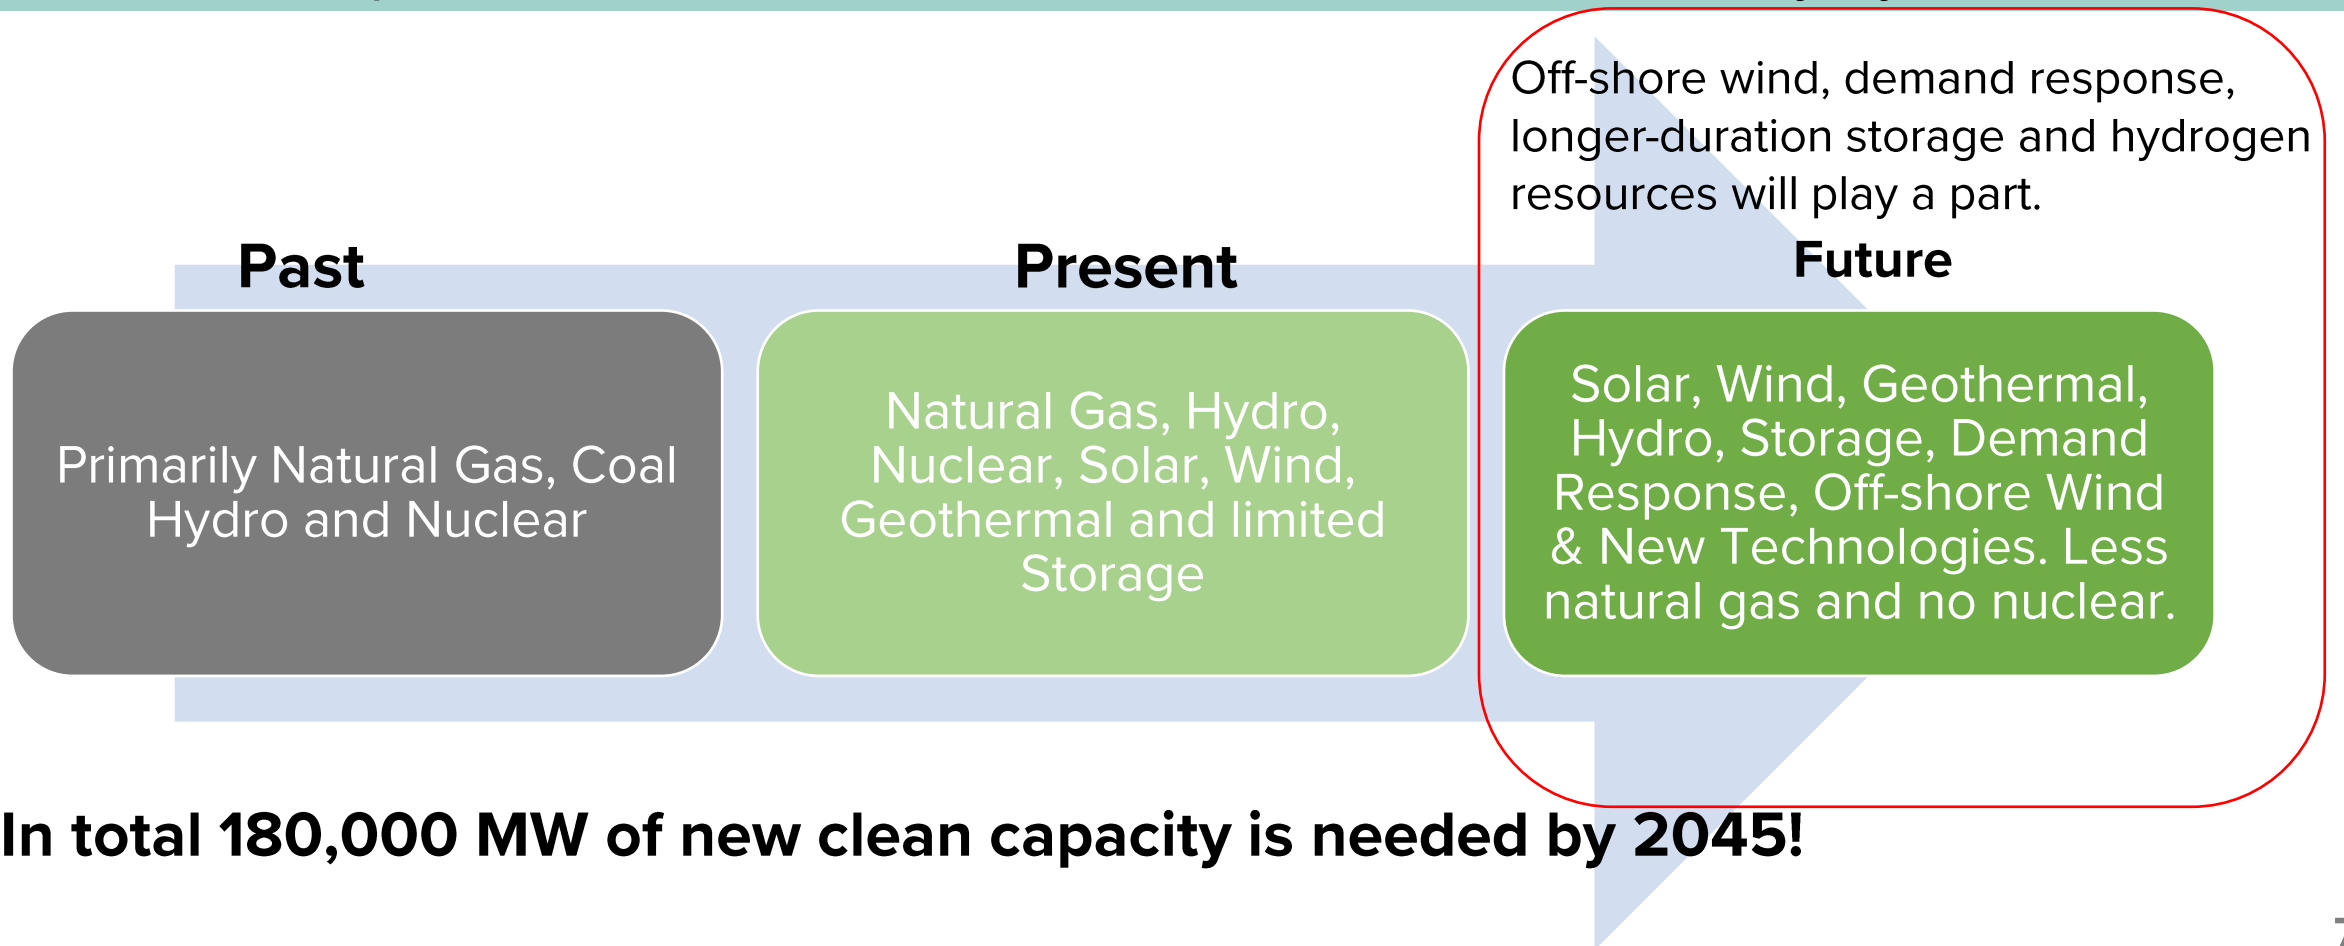 Off-shore wind, demand response,
longer-duration storage and hydrogen
resources will play a part.
Past
Present
Future
Primarily Natural Gas, Coal
Hydro and Nuclear
Natural Gas, Hydro,
Nuclear, Solar, Wind,
Geothermal and limited
Storage
Solar, Wind, Geothermal,
Hydro, Storage, Demand
Response, Off-shore Wind
& New Technologies. Less
natural gas and no nuclear.
In total 180,000 MW of new clean capacity is needed by 2045!